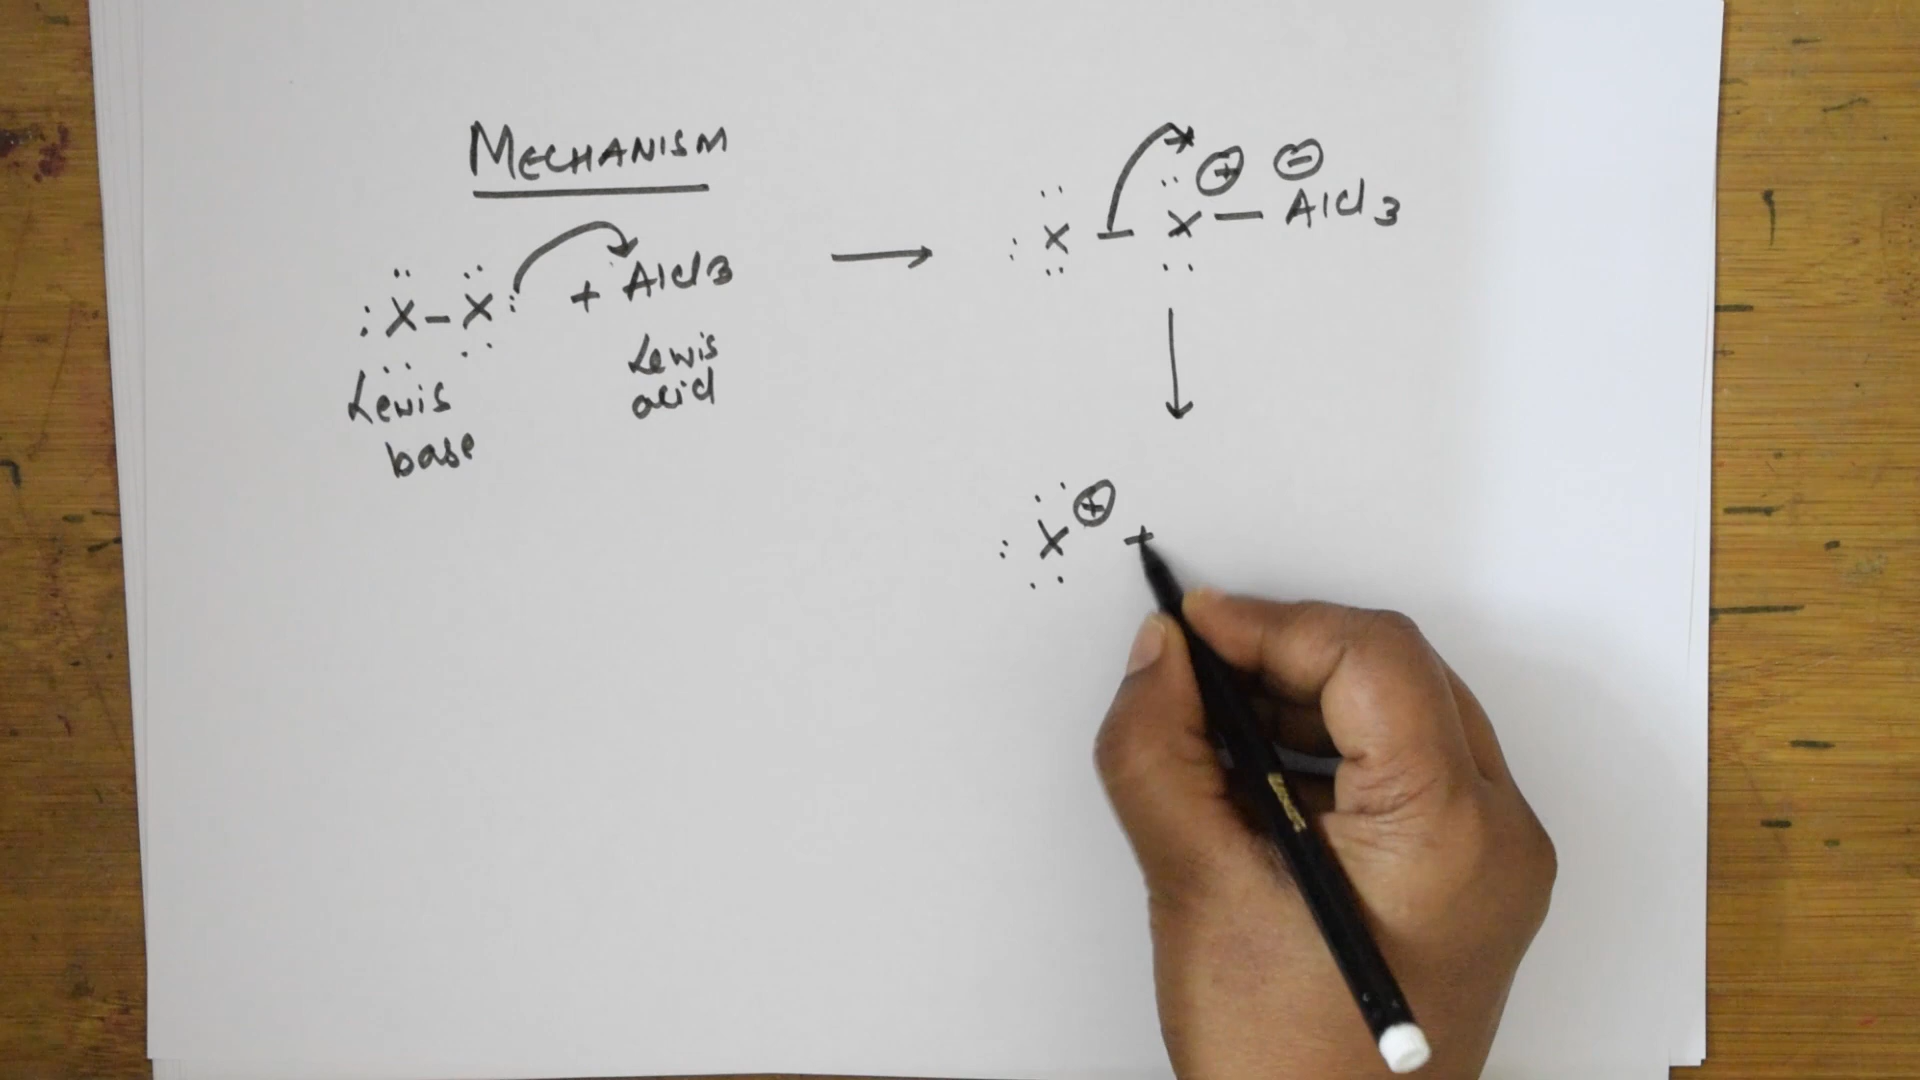 MECHANISM
:X-X: + AlCl3
Lewis
base
Lewis
acid
:X - X⊕ - ⊖AlCl3
:X⊕ +